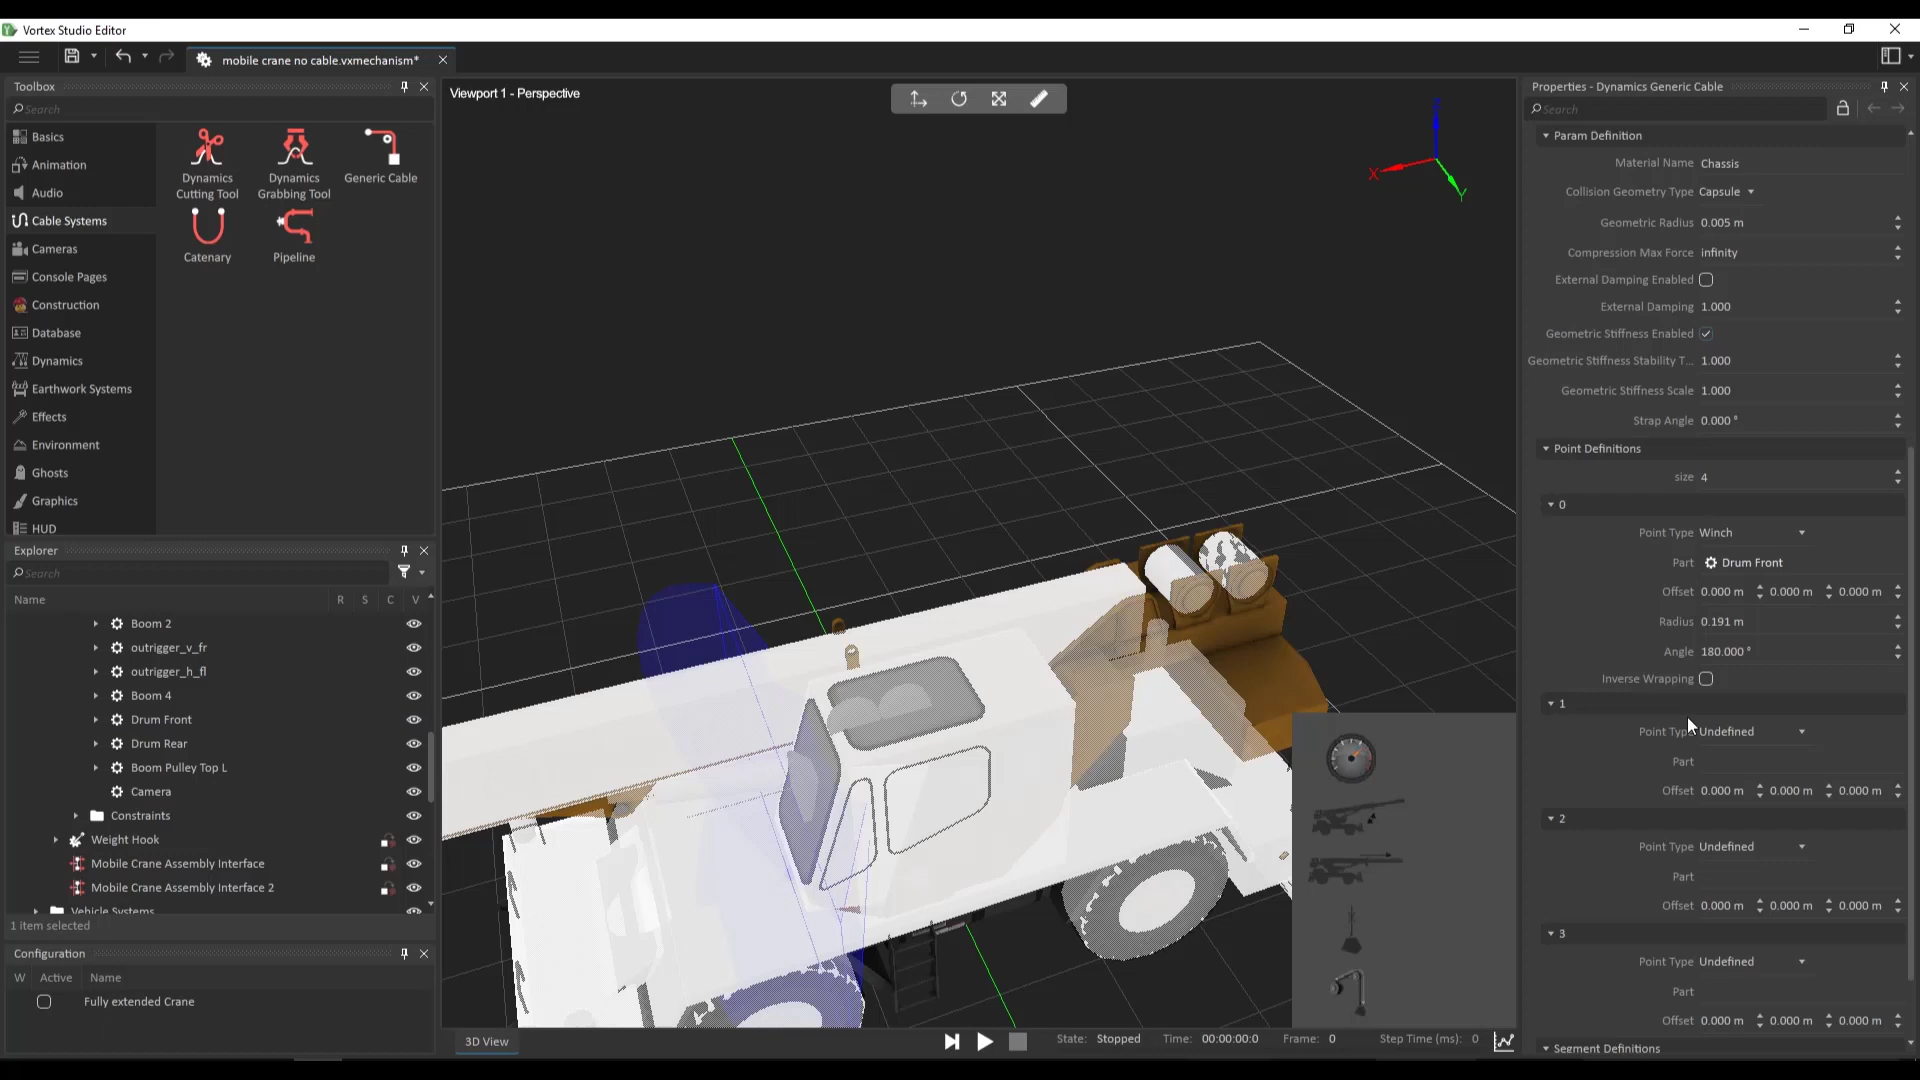 Vortex Studio Editor
mobile crane no cable.vxmechanism*
Toolbox
Search
Basics
Animation
Audio
Cable Systems
Cameras
Console Pages
Construction
Database
Dynamics
Earthwork Systems
Effects
Environment
Ghosts
Graphics
HUD
Dynamics
Cutting Tool
Dynamics
Grabbing Tool
Generic Cable
Catenary
Pipeline
Explorer
Search
Name R S C V
Boom 2
outrigger_v_fr
outrigger_h_fl
Boom 4
Drum Front
Drum Rear
Boom Pulley Top L
Camera
Constraints
Weight Hook
Mobile Crane Assembly Interface
Mobile Crane Assembly Interface 2
Vehicle Systems
1 item selected
Configuration
W Active Name
Fully extended Crane
Viewport 1 - Perspective
Z
X
Y
3D View
State: Stopped Time: 00:00:00:0 Frame: 0 Step Time (ms): 0
Properties - Dynamics Generic Cable
Search
Param Definition
Material Name Chassis
Collision Geometry Type Capsule
Geometric Radius 0.005 m
Compression Max Force infinity
External Damping Enabled
External Damping 1.000
Geometric Stiffness Enabled
Geometric Stiffness Stability T... 1.000
Geometric Stiffness Scale 1.000
Strap Angle 0.000 °
Point Definitions
size 4
0
Point Type Winch
Part Drum Front
Offset 0.000 m 0.000 m 0.000 m
Radius 0.191 m
Angle 180.000 °
Inverse Wrapping
1
Point Type Undefined
Part
Offset 0.000 m 0.000 m 0.000 m
2
Point Type Undefined
Part
Offset 0.000 m 0.000 m 0.000 m
3
Point Type Undefined
Part
Offset 0.000 m 0.000 m 0.000 m
Segment Definitions